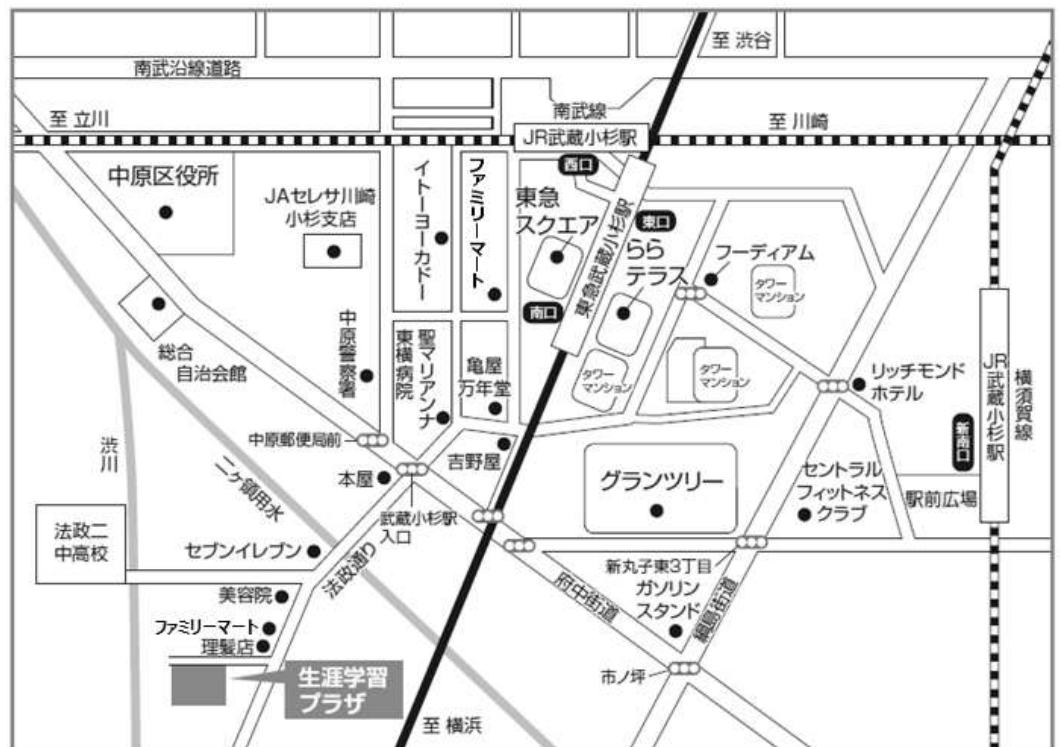 至 渋谷
南武沿線道路
南武線
至 立川
至 川崎
JR武蔵小杉駅
西口
中原区役所
JAセレサ川崎
小杉支店
イトーヨーカドー
ファミリーマート
東急
スクエア
東急武蔵小杉駅
東口
らら
テラス
フーディアム
タワー
マンション
南口
総合
自治会館
中原警察署
聖マリアンナ
東横病院
亀屋
万年堂
タワー
マンション
タワー
マンション
リッチモンド
ホテル
JR武蔵小杉駅
横須賀線
新南口
中原郵便局前
渋川
二ヶ領用水
本屋
吉野屋
武蔵小杉駅
入口
グランツリー
セントラル
フィットネス
クラブ
駅前広場
法政二
中高校
セブンイレブン
法政通り
新丸子東3丁目
ガソリン
スタンド
府中街道
綱島街道
美容院
ファミリーマート
理髪店
生涯学習
プラザ
市ノ坪
至 横浜